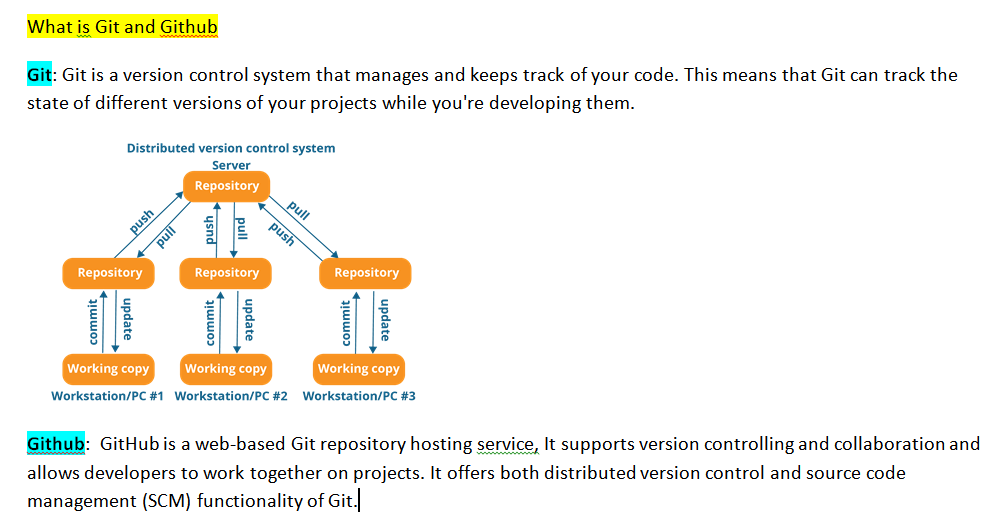 What is Git and Github
Git: Git is a version control system that manages and keeps track of your code. This means that Git can track the
state of different versions of your projects while you're developing them.
Distributed version control system
Server
Repository
push
pull
push
pull
pull
push
Repository
Repository
Repository
commit
update
commit
update
commit
update
Working copy
Working copy
Working copy
Workstation/PC #1
Workstation/PC #2
Workstation/PC #3
Github:  GitHub is a web-based Git repository hosting service, It supports version controlling and collaboration and
allows developers to work together on projects. It offers both distributed version control and source code
management (SCM) functionality of Git.